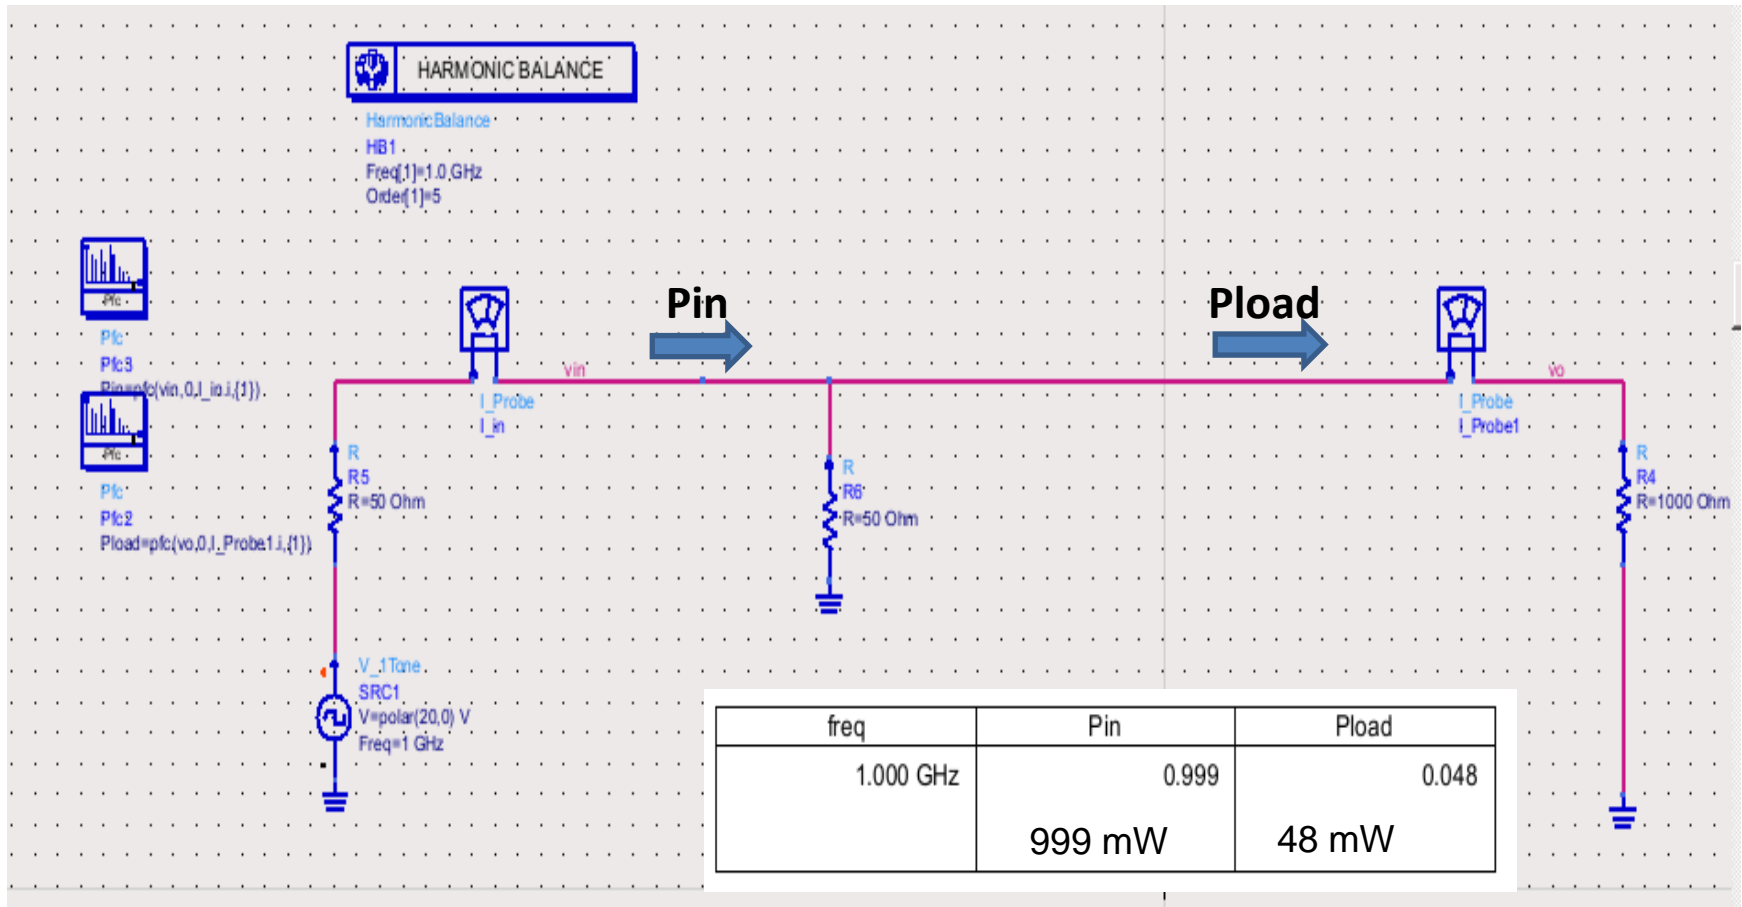 HARMONIC BALANCE
HarmonicBalance
HB1
Freq[1]=1.0 GHz
Order[1]=5
Pfc
Pfc
Pfc3
Pin=pfc(vin,0,I_in.i,{1})
Pfc
Pfc
Pfc2
Pload=pfc(vo,0,I_Probe1.i,{1})
Pin
Pload
vin
vo
I_Probe
I_in
I_Probe
I_Probe1
R
R5
R=50 Ohm
R
R6
R=50 Ohm
R
R4
R=1000 Ohm
V_1Tone
SRC1
V=polar(20,0) V
Freq=1 GHz
freq Pin Pload
1.000 GHz 0.999 0.048
999 mW 48 mW